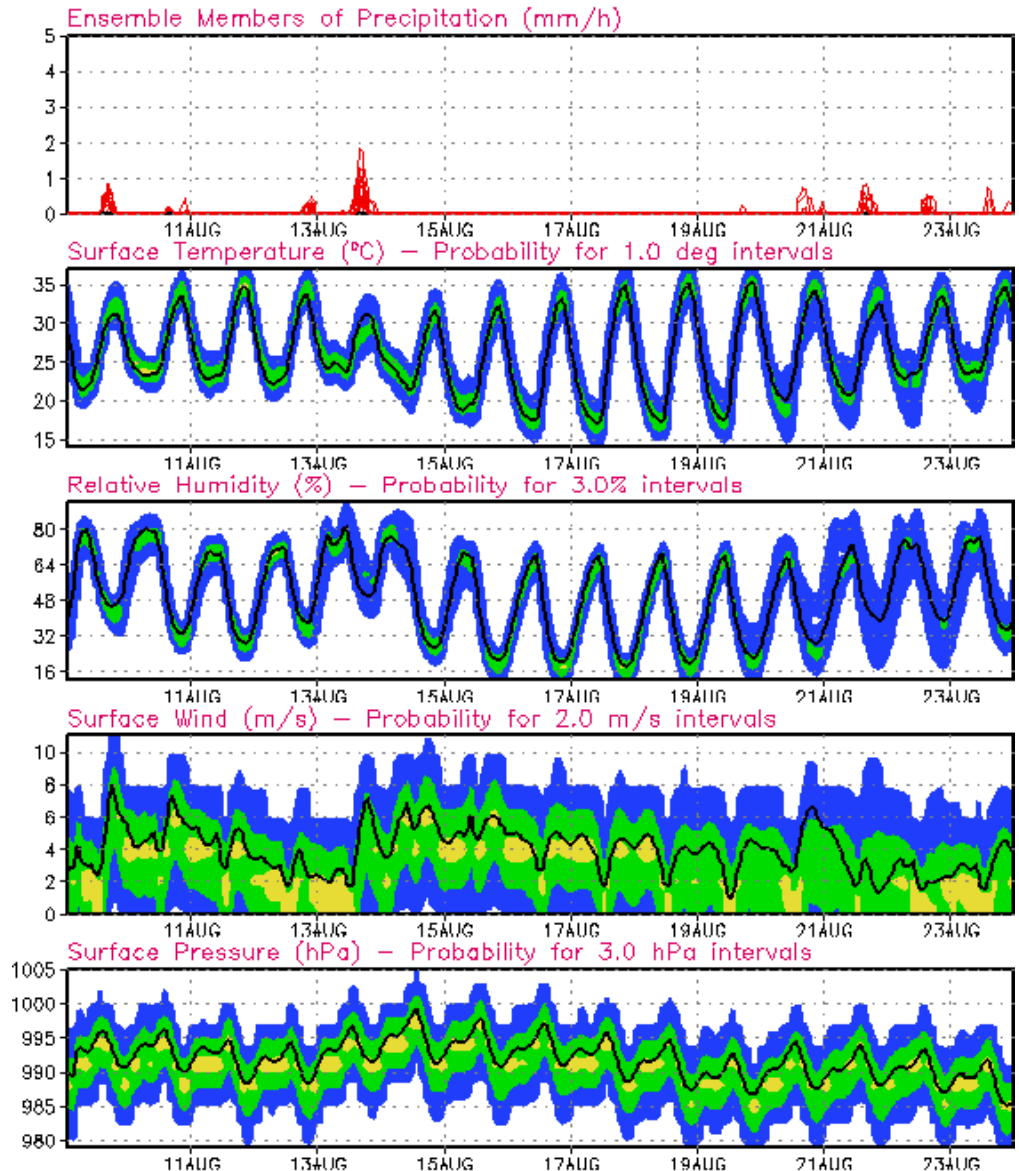 Ensemble Members of Precipitation (mm/h)
5
4
3
2
1
0
11AUG 13AUG 15AUG 17AUG 19AUG 21AUG 23AUG
Surface Temperature (ºC) – Probability for 1.0 deg intervals
35
30
25
20
15
11AUG 13AUG 15AUG 17AUG 19AUG 21AUG 23AUG
Relative Humidity (%) – Probability for 3.0% intervals
80
64
48
32
16
11AUG 13AUG 15AUG 17AUG 19AUG 21AUG 23AUG
Surface Wind (m/s) – Probability for 2.0 m/s intervals
10
8
6
4
2
0
11AUG 13AUG 15AUG 17AUG 19AUG 21AUG 23AUG
Surface Pressure (hPa) – Probability for 3.0 hPa intervals
1005
1000
995
990
985
980
11AUG 13AUG 15AUG 17AUG 19AUG 21AUG 23AUG